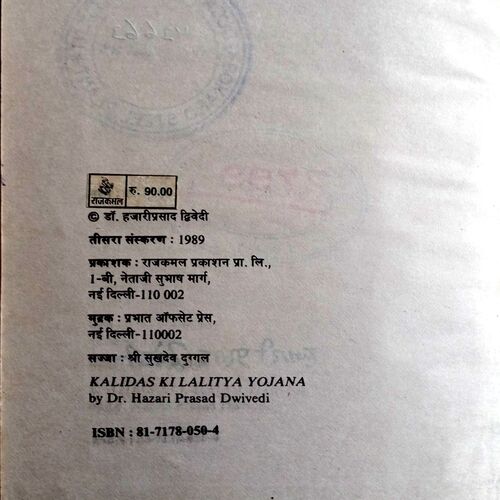 राजकमल
रु. 90.00
© डॉ. हजारीप्रसाद द्विवेदी
तीसरा संस्करण : 1989
प्रकाशक : राजकमल प्रकाशन प्रा. लि.,
1-बी, नेताजी सुभाष मार्ग,
नई दिल्ली-110 002
मुद्रक : प्रभात ऑफसेट प्रेस,
नई दिल्ली-110002
सज्जा : श्री सुखदेव दुग्गल
KALIDAS KI LALITYA YOJANA
by Dr. Hazari Prasad Dwivedi
ISBN : 81-7178-050-4